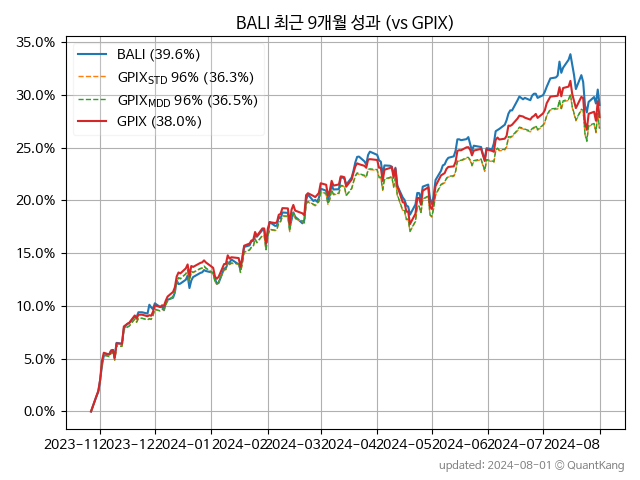 BALI 최근 9개월 성과 (vs GPIX)
35.0%
30.0%
25.0%
20.0%
15.0%
10.0%
5.0%
0.0%
BALI (39.6%)
GPIXSTD 96% (36.3%)
GPIXMDD 96% (36.5%)
GPIX (38.0%)
2023-11 2023-12 2024-01 2024-02 2024-03 2024-04 2024-05 2024-06 2024-07 2024-08
updated: 2024-08-01 © QuantKang